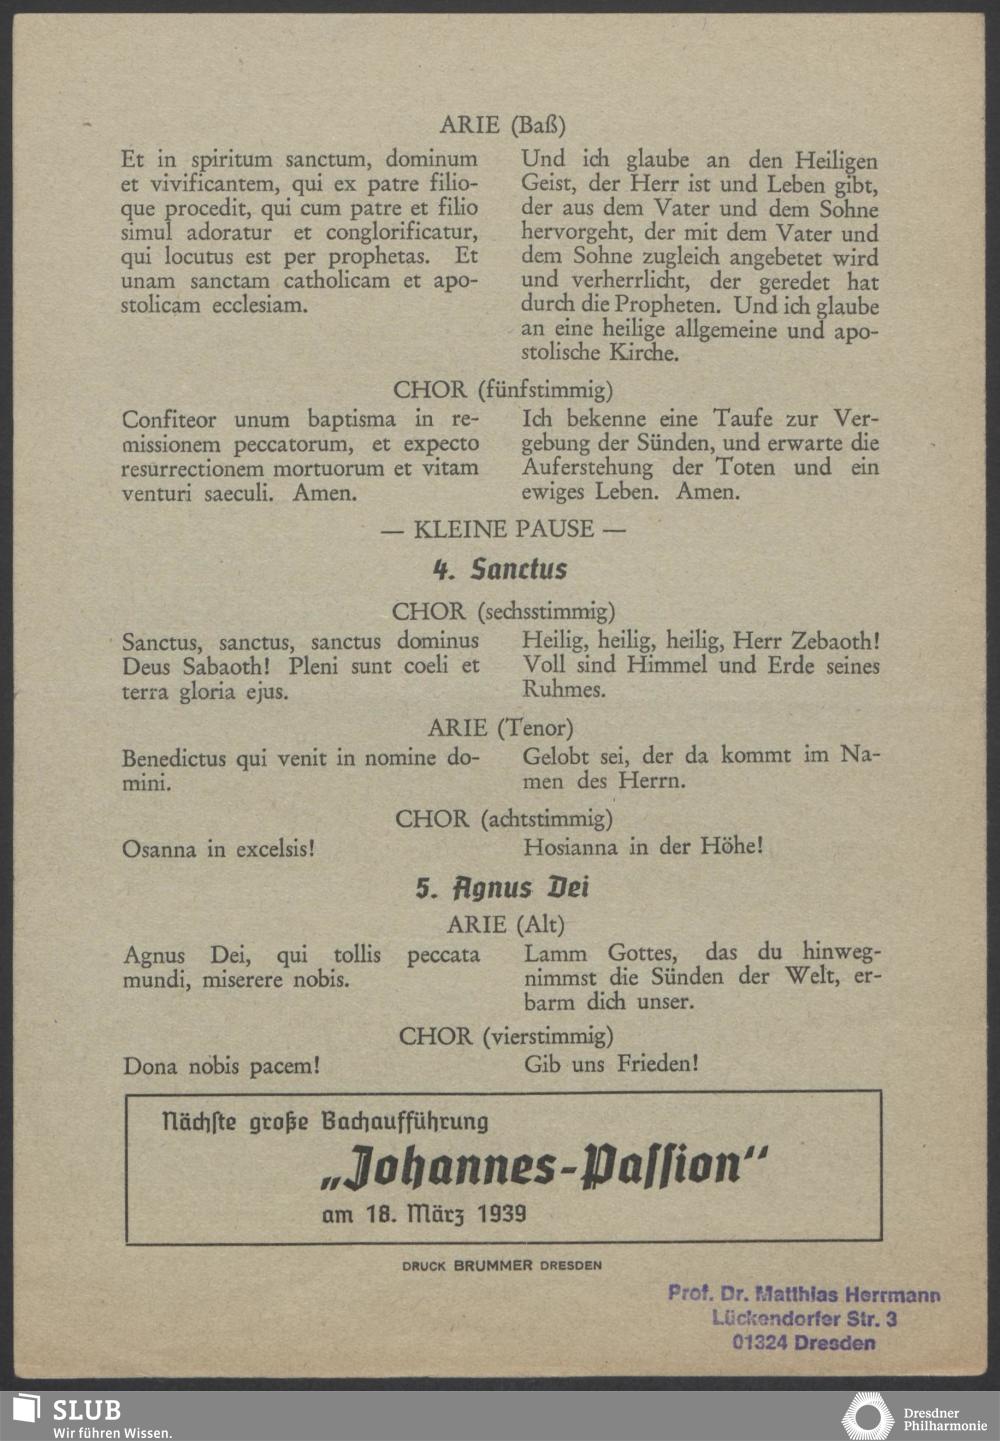 ARIE (Baß)
Et in spiritum sanctum, dominum
et vivificantem, qui ex patre filio-
que procedit, qui cum patre et filio
simul adoratur et conglorificatur,
qui locutus est per prophetas. Et
unam sanctam catholicam et apo-
stolicam ecclesiam.
Und ich glaube an den Heiligen
Geist, der Herr ist und Leben gibt,
der aus dem Vater und dem Sohne
hervorgeht, der mit dem Vater und
dem Sohne zugleich angebetet wird
und verherrlicht, der geredet hat
durch die Propheten. Und ich glaube
an eine heilige allgemeine und apo-
stolische Kirche.
CHOR (fünfstimmig)
Confiteor unum baptisma in re-
missionem peccatorum, et expecto
resurrectionem mortuorum et vitam
venturi saeculi. Amen.
Ich bekenne eine Taufe zur Ver-
gebung der Sünden, und erwarte die
Auferstehung der Toten und ein
ewiges Leben. Amen.
— KLEINE PAUSE —
4. Sanctus
CHOR (sechsstimmig)
Sanctus, sanctus, sanctus dominus
Deus Sabaoth! Pleni sunt coeli et
terra gloria ejus.
Heilig, heilig, heilig, Herr Zebaoth!
Voll sind Himmel und Erde seines
Ruhmes.
ARIE (Tenor)
Benedictus qui venit in nomine do-
mini.
Gelobt sei, der da kommt im Na-
men des Herrn.
CHOR (achtstimmig)
Osanna in excelsis!
Hosianna in der Höhe!
5. Agnus Dei
ARIE (Alt)
Agnus Dei, qui tollis peccata
mundi, miserere nobis.
Lamm Gottes, das du hinweg-
nimmst die Sünden der Welt, er-
barm dich unser.
CHOR (vierstimmig)
Dona nobis pacem!
Gib uns Frieden!
Nächſte große Bachaufführung
„Johannes-Paſſion“
am 18. März 1939
DRUCK BRUMMER DRESDEN
Prof. Dr. Matthias Herrmann
Lückendorfer Str. 3
01324 Dresden
SLUB
Wir führen Wissen.
Dresdner
Philharmonie